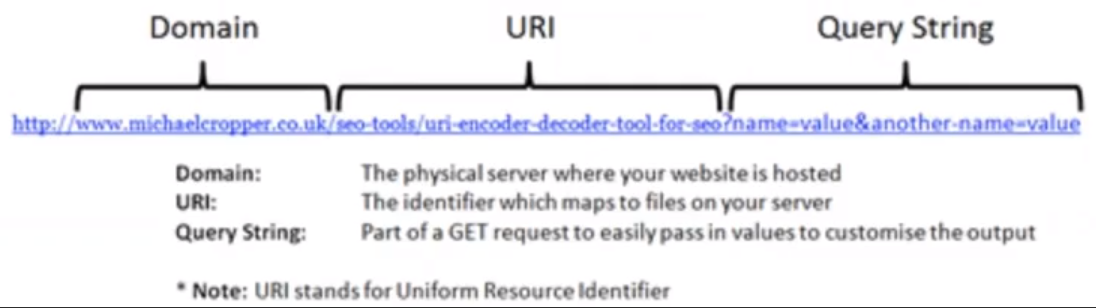 Domain URI Query String
http://www.michaelcropper.co.uk/seo-tools/uri-encoder-decoder-tool-for-seo?name=value&another-name=value
Domain: The physical server where your website is hosted
URI: The identifier which maps to files on your server
Query String: Part of a GET request to easily pass in values to customise the output
* Note: URI stands for Uniform Resource Identifier